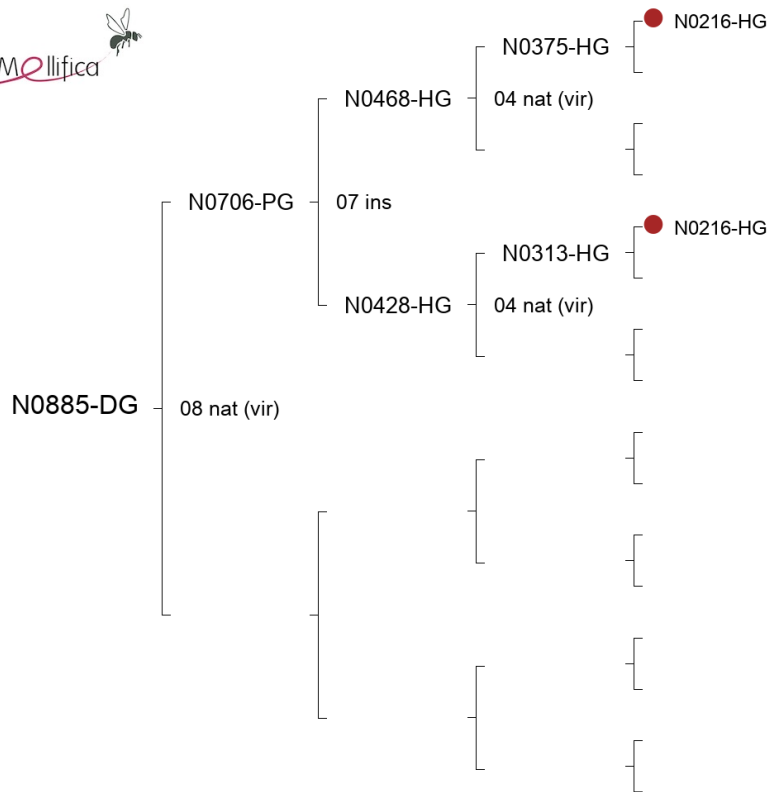 Mellifica
N0216-HG
N0375-HG
N0468-HG
04 nat (vir)
N0706-PG
07 ins
N0216-HG
N0313-HG
N0428-HG
04 nat (vir)
N0885-DG
08 nat (vir)